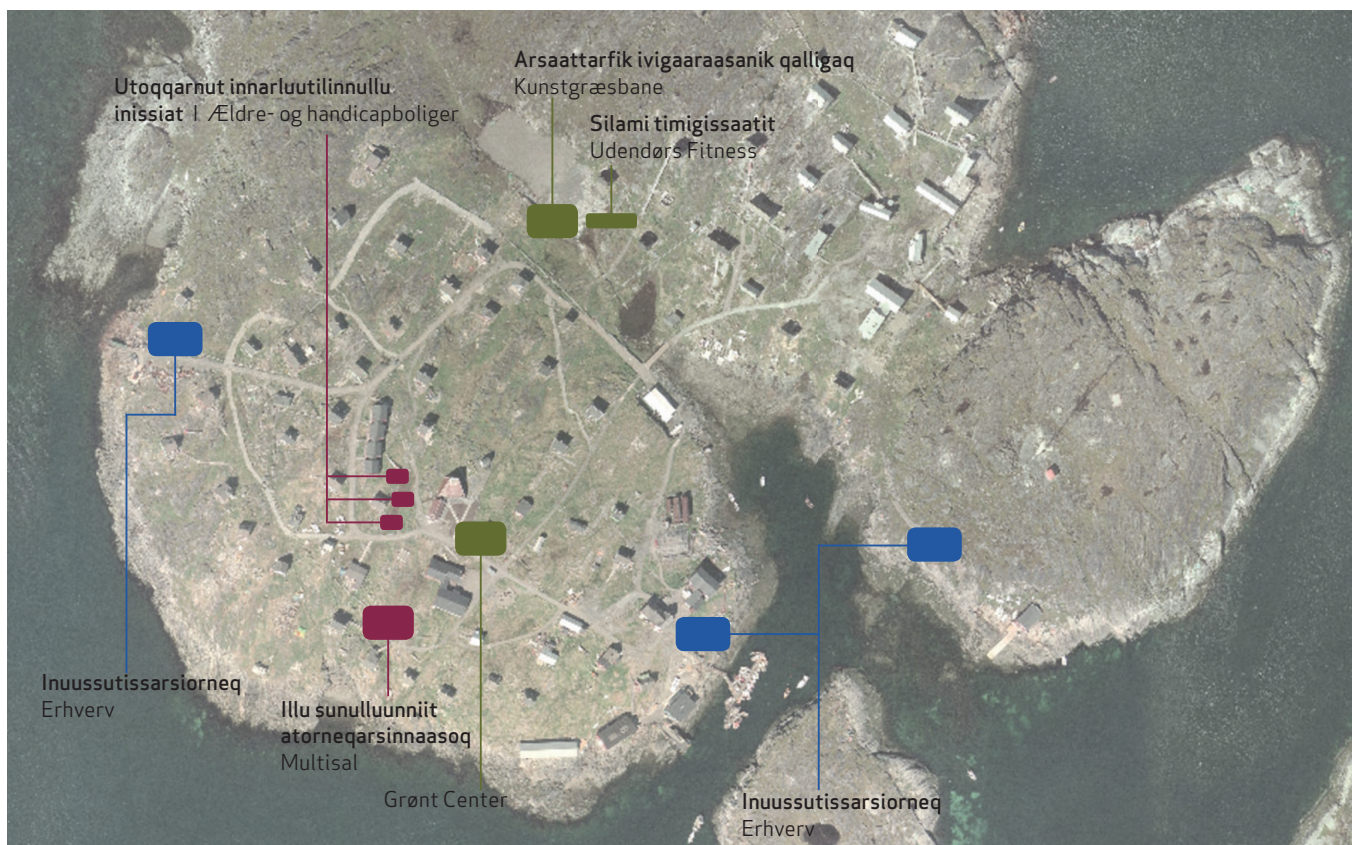 Arsaattarfik ivigaaraasanik qalligaq
Kunstgræsbane
Utoqqarnut innarluutilinnullu
inissiat I Ældre- og handicapboliger
Silami timigissaatit
Udendørs Fitness
Inuussutissarsiorneq
Erhverv
Illu sunulluunniit
atorneqarsinnaasoq
Multisal
Grønt Center
Inuussutissarsiorneq
Erhverv